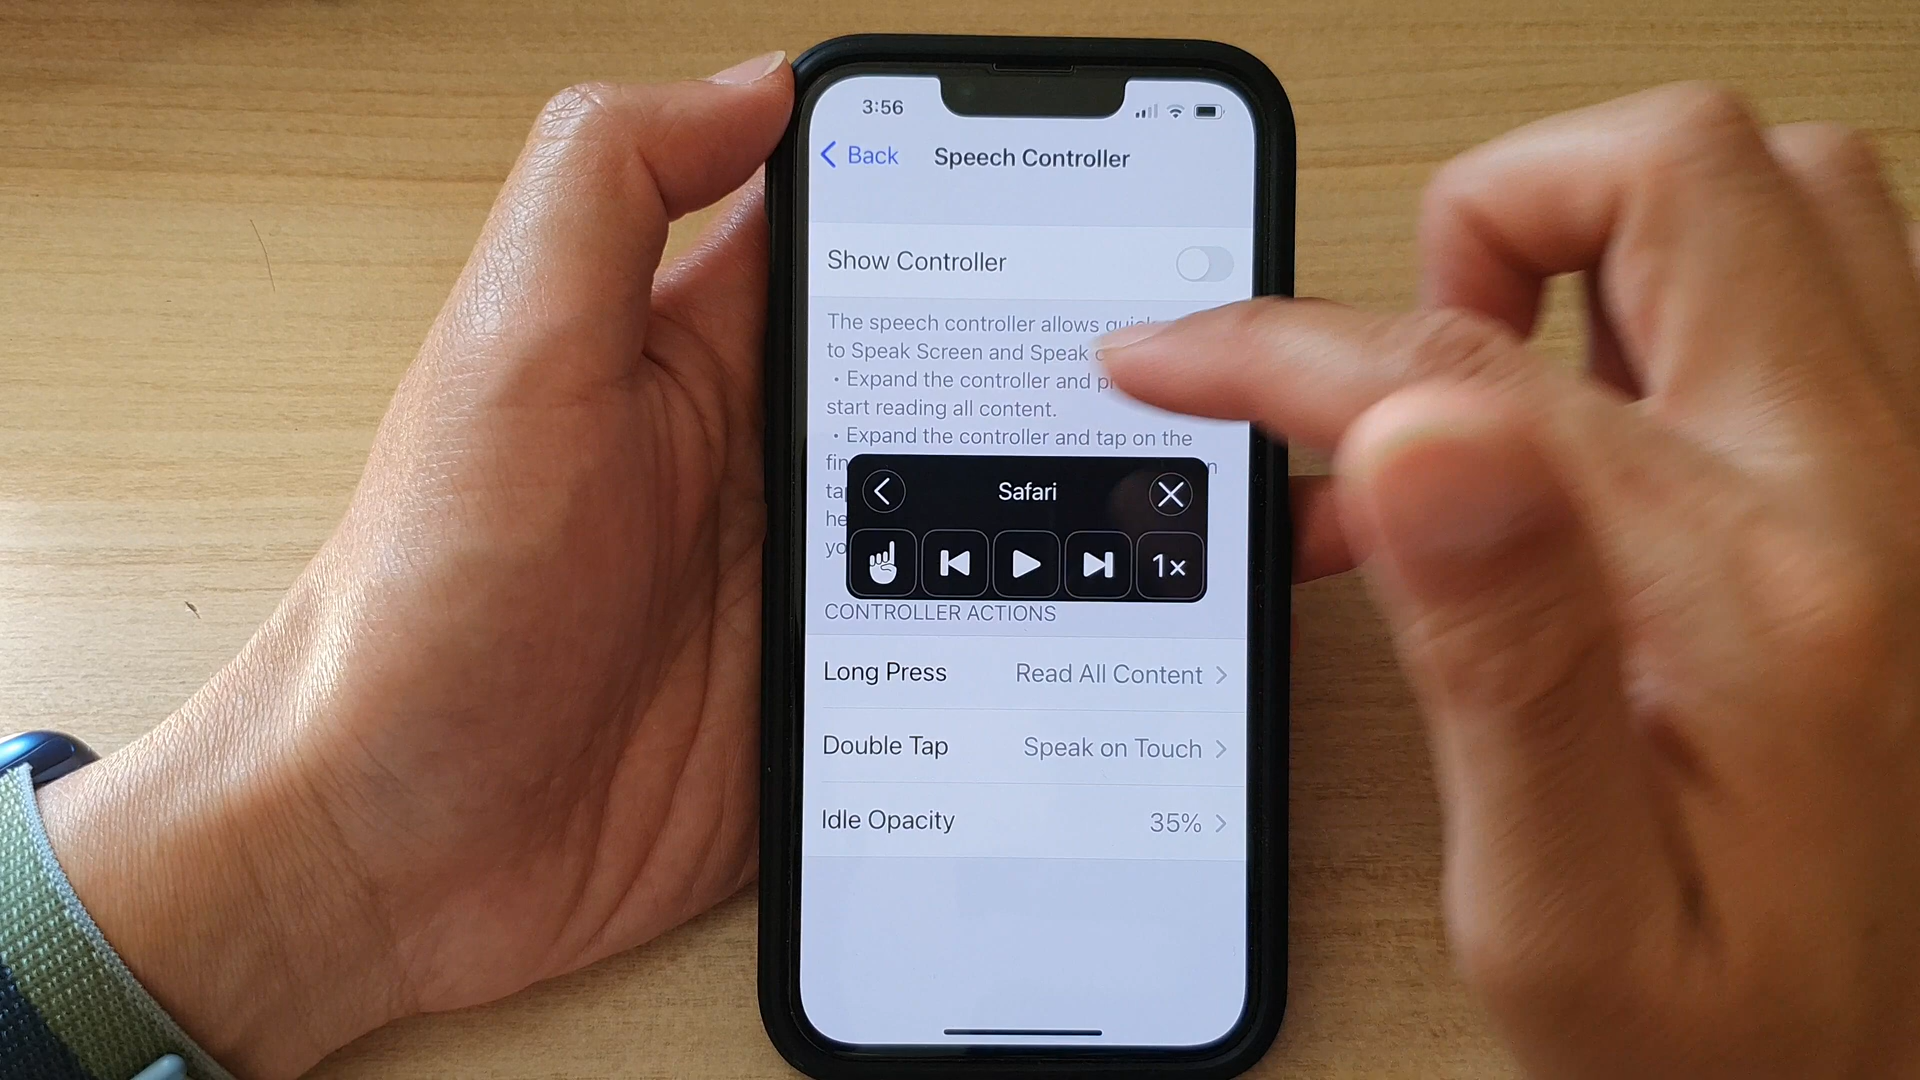 3:56
Back Speech Controller
Show Controller
The speech controller allows
to Speak Screen and Speak
• Expand the controller and
start reading all content.
• Expand the controller and tap on the
Safari
1×
CONTROLLER ACTIONS
Long Press Read All Content
Double Tap Speak on Touch
Idle Opacity 35%